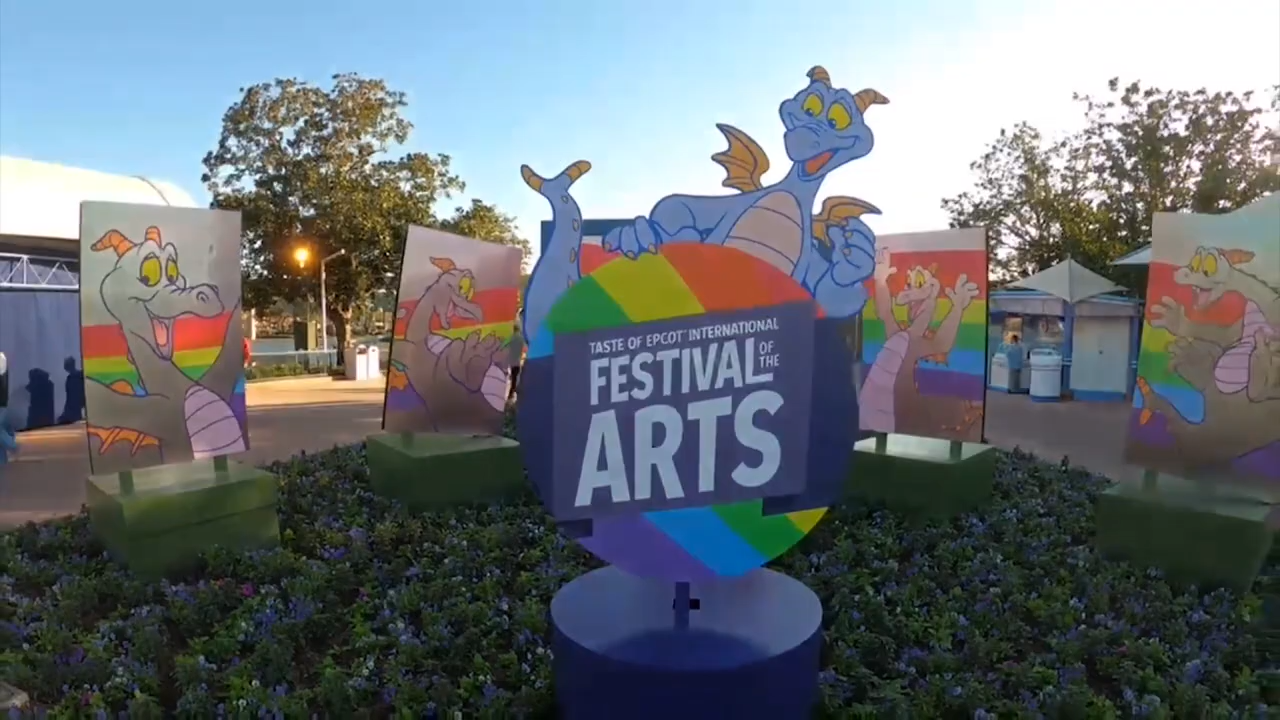 TASTE OF EPCOT INTERNATIONAL
FESTIVAL OF THE
ARTS